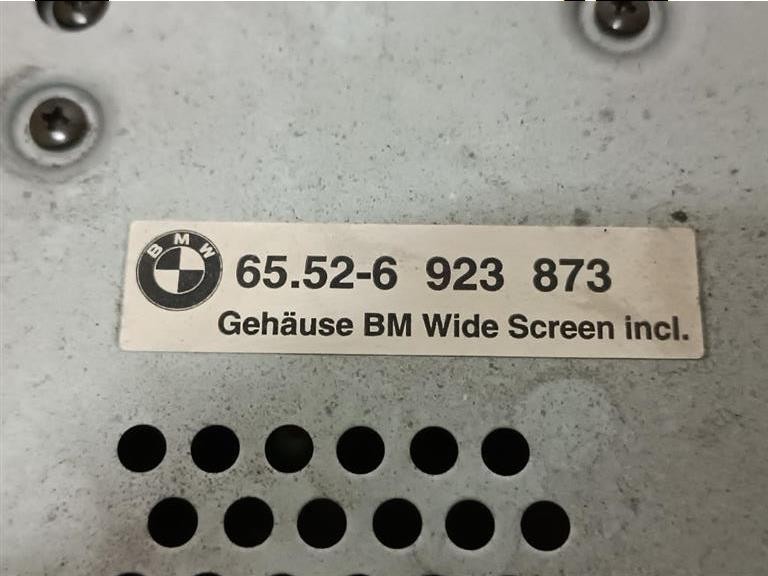 BMW
65.52-6 923 873
Gehäuse BM Wide Screen incl.